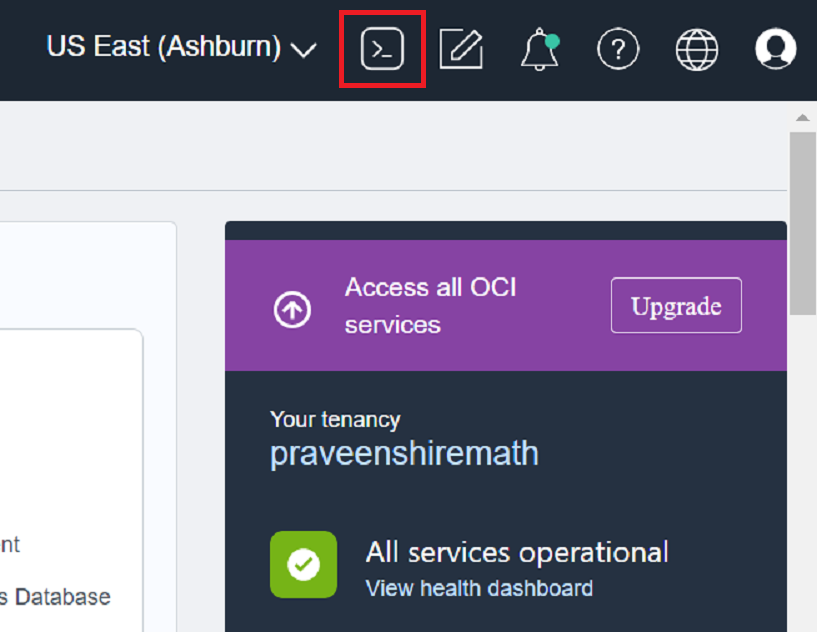 US East (Ashburn)
Access all OCI
services
Upgrade
Your tenancy
praveenshiremath
All services operational
View health dashboard
nt
s Database